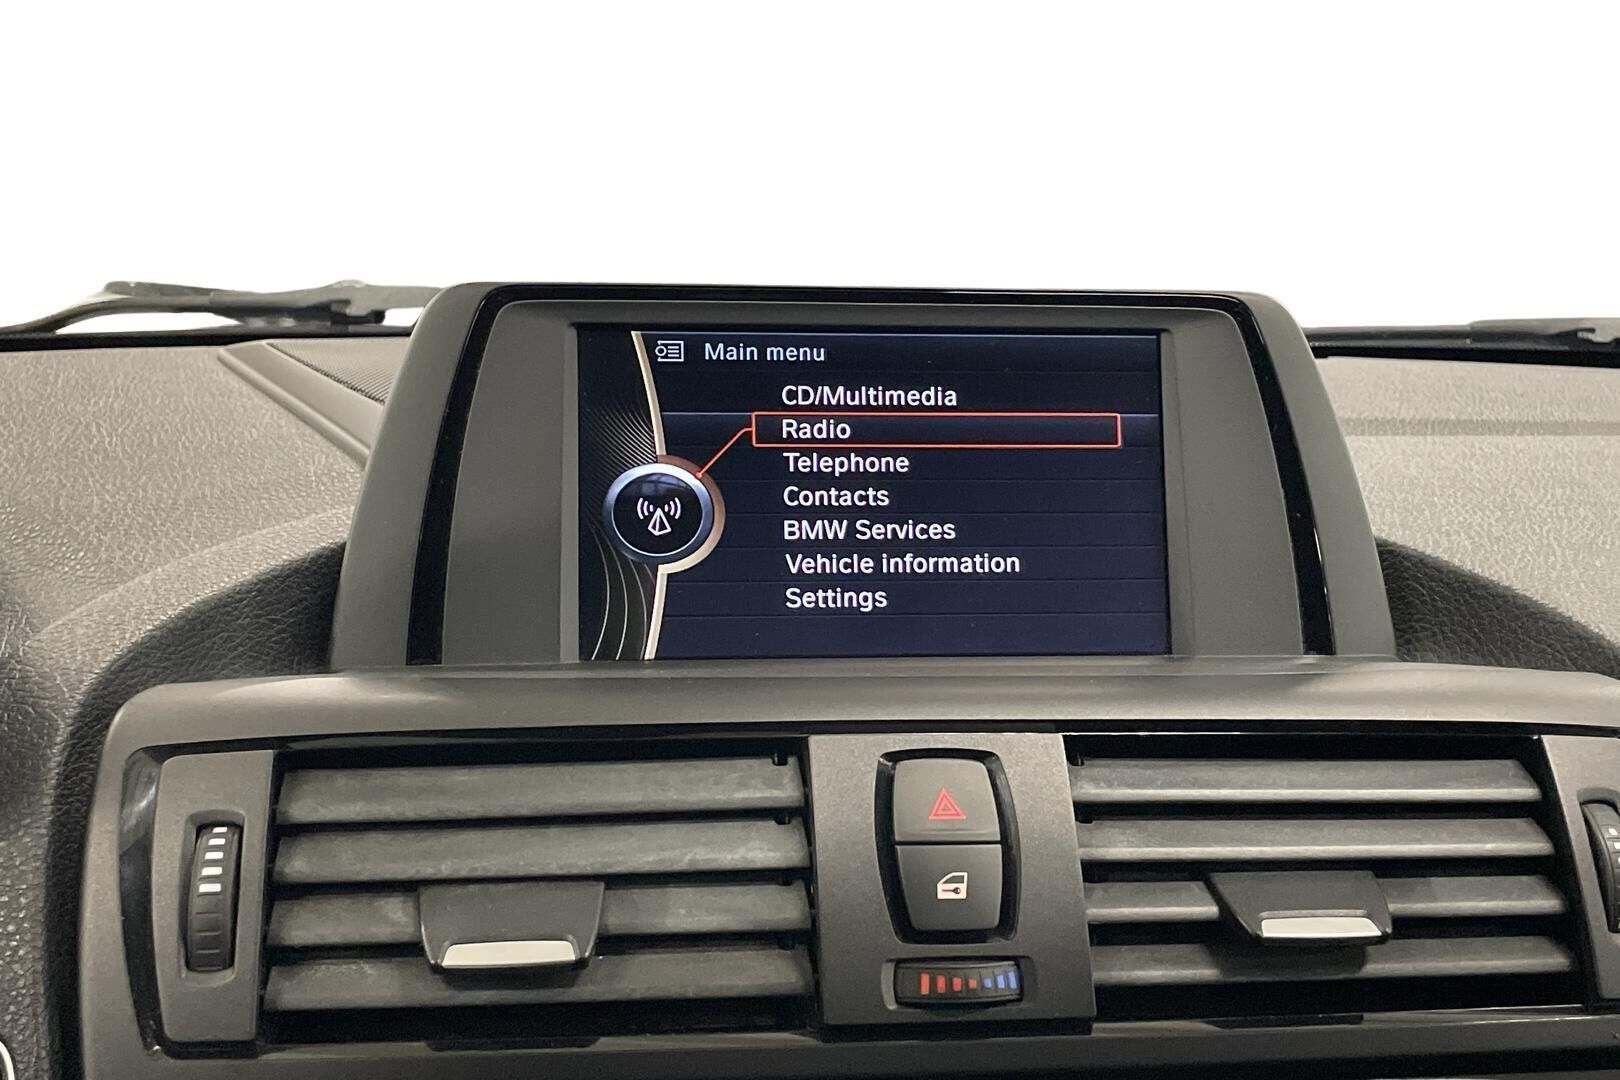 Main menu
CD/Multimedia
Radio
Telephone
Contacts
BMW Services
Vehicle information
Settings